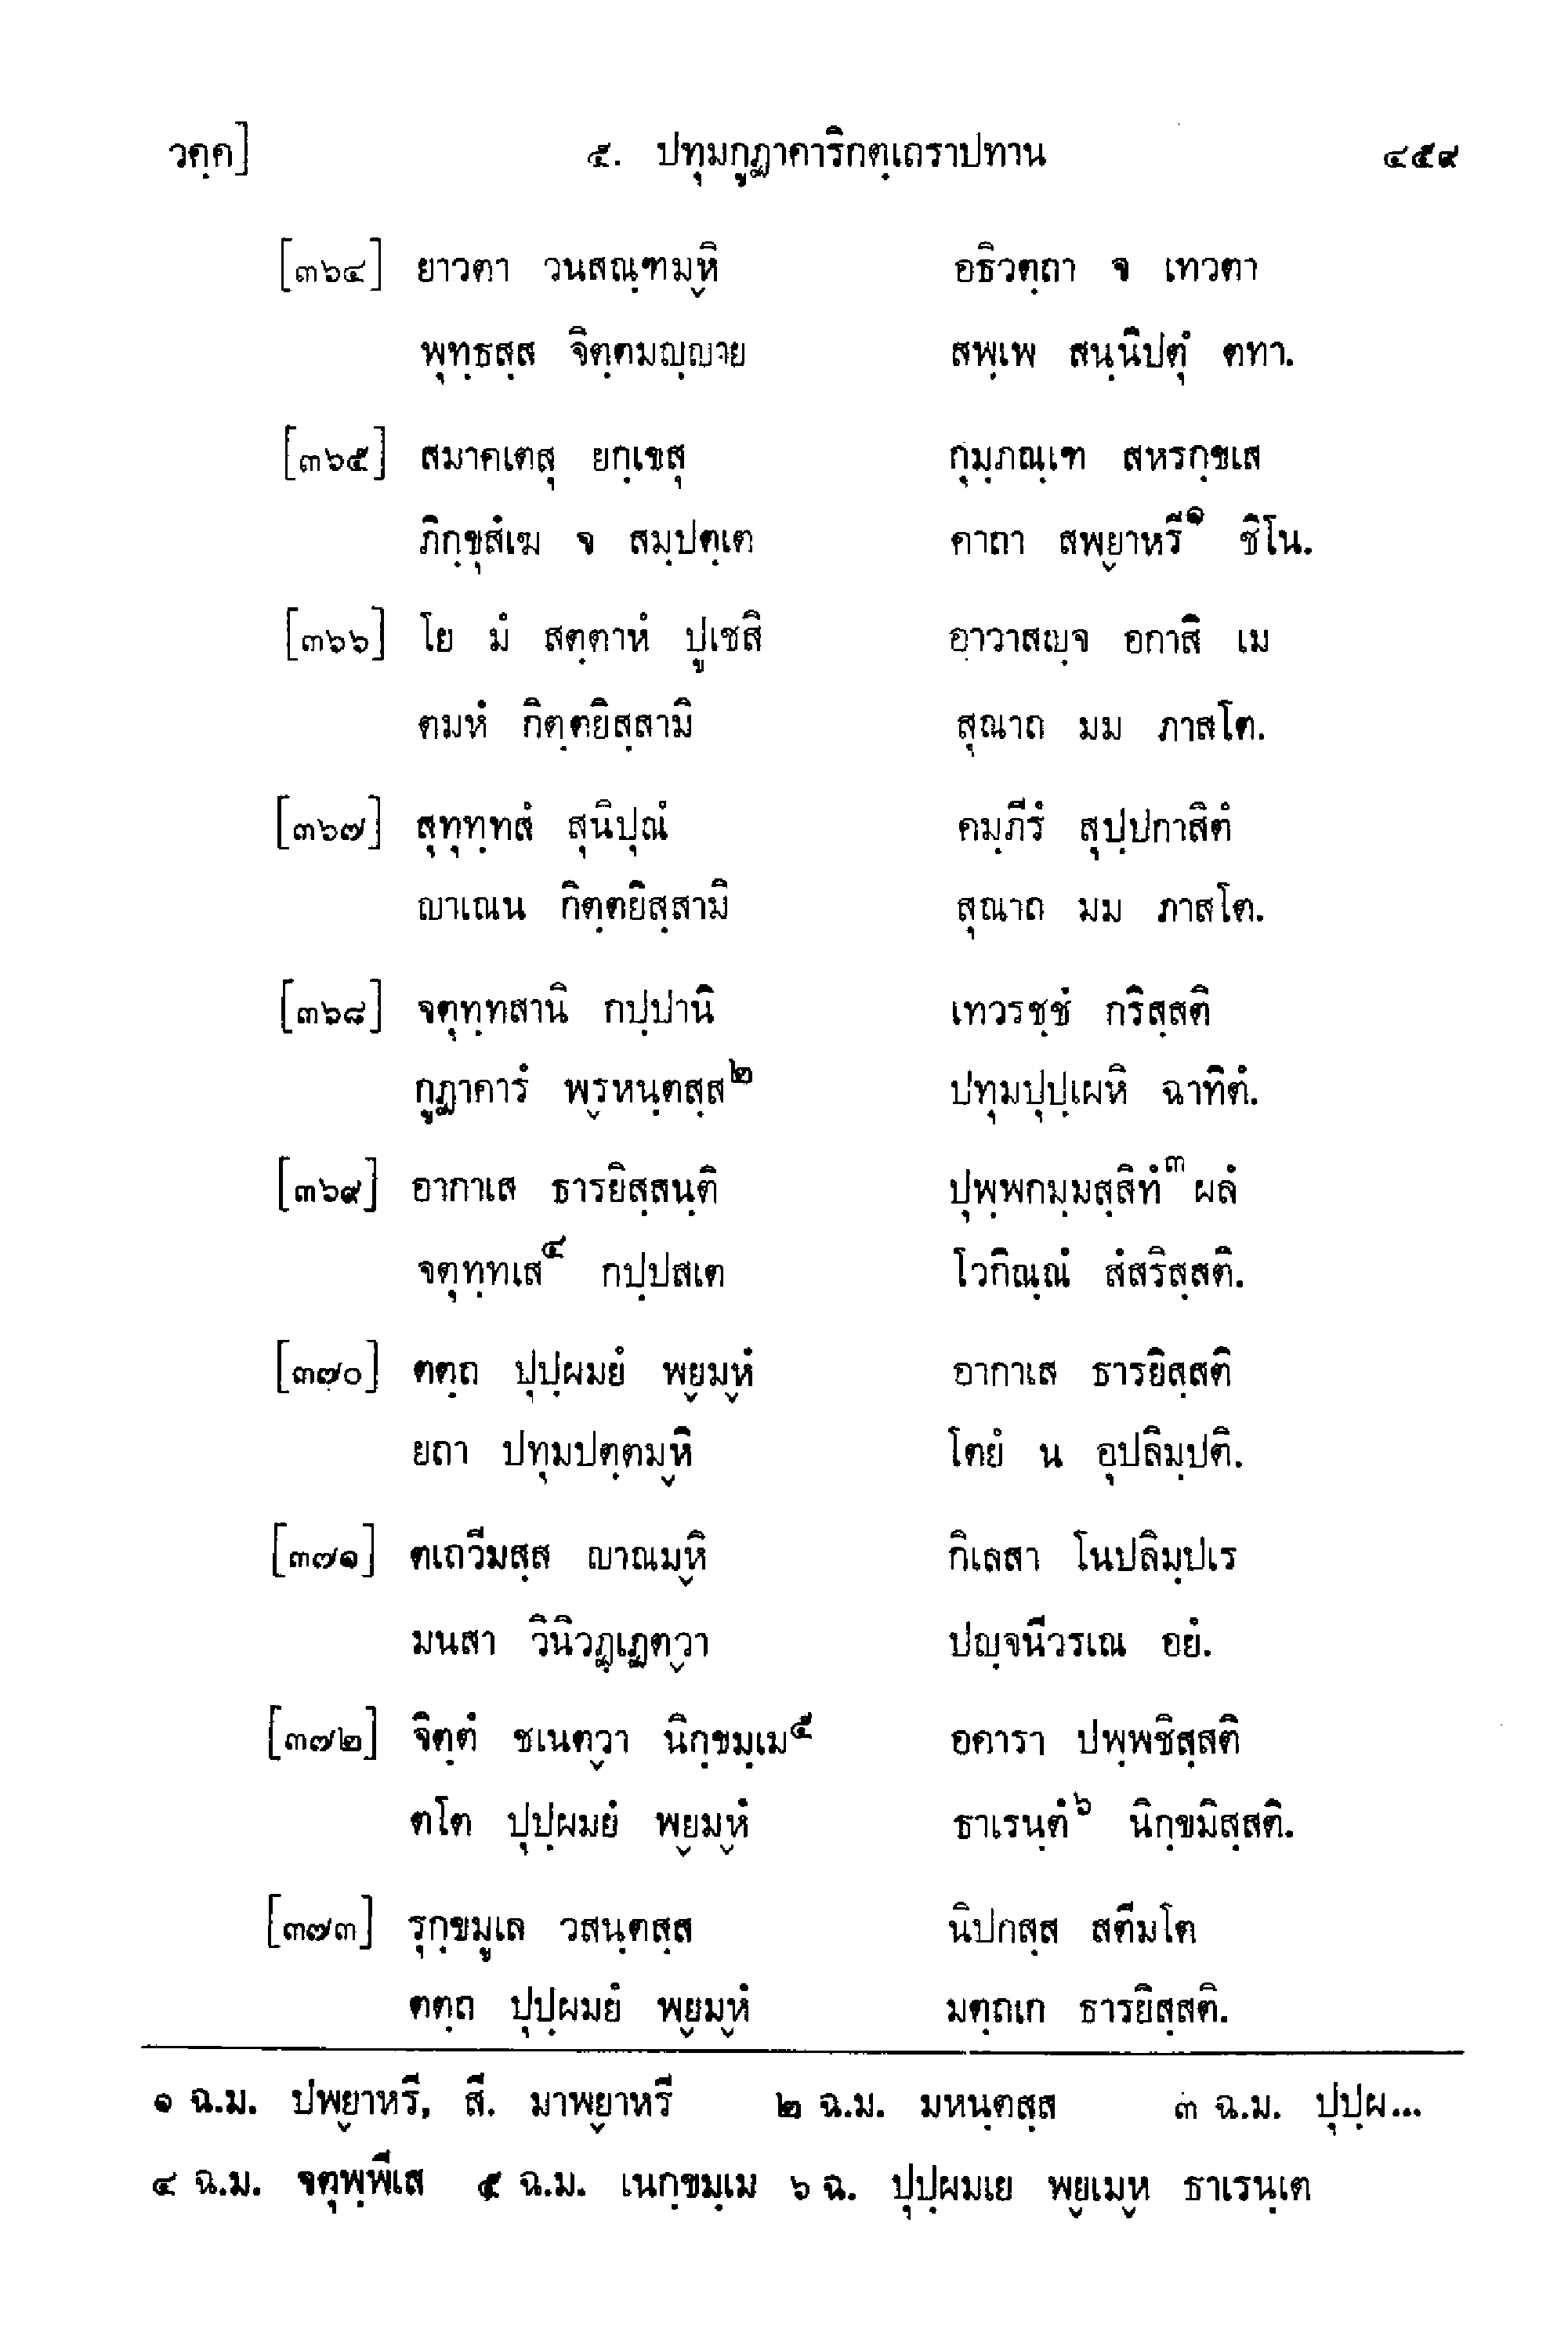 วคฺค] ๕. ปทุมกูฏาคาริกตฺเถราปทาน ๔๕๙
[๓๖๔] ยาวตา วนสณฺฑมฺหิ อธิวตฺถา จ เทวตา
พุทฺธสฺส จิตฺตมญฺญาย สพฺเพ สนฺนิปตุํ ตทา.
[๓๖๕] สมาคเตสุ ยกฺเขสุ กุมฺภณฺเฑ สหรกฺขเส
ภิกฺขุสํเฆ จ สมฺปตฺเต คาถา สพฺยาหรี๑ ชิโน.
[๓๖๖] โย มํ สตฺตาหํ ปูเชสิ อาวาสญฺจ อกาสิ เม
ตมหํ กิตฺตยิสฺสามิ สุณาถ มม ภาสโต.
[๓๖๗] สุทุทฺทสํ สุนิปุณํ คมฺภีรํ สุปฺปกาสิตํ
ญาเณน กิตฺตยิสฺสามิ สุณาถ มม ภาสโต.
[๓๖๘] จตุทฺทสานิ กปฺปานิ เทวรชฺชํ กริสฺสติ
กูฏาคารํ พฺรหนฺตสฺส๒ ปทุมปุปฺเผหิ ฉาทิตํ.
[๓๖๙] อากาเส ธารยิสฺสนฺติ ปุพฺพกมฺมสฺสิทํ๓ ผลํ
จตุทฺทเส๔ กปฺปสเต โวกิณฺณํ สํสริสฺสติ.
[๓๗๐] ตตฺถ ปุปฺผมยํ พฺยมฺหํ อากาเส ธารยิสฺสติ
ยถา ปทุมปตฺตมฺหิ โตยํ น อุปลิมฺปติ.
[๓๗๑] ตเถวีมสฺส ญาณมฺหิ กิเลสา โนปลิมฺปเร
มนสา วินิวฏฺเฏตฺวา ปญฺจนีวรเณ อยํ.
[๓๗๒] จิตฺตํ ชเนตฺวา นิกฺขมฺเม๕ อคารา ปพฺพชิสฺสติ
ตโต ปุปฺผมยํ พฺยมฺหํ ธาเรนฺตํ๖ นิกฺขมิสฺสติ.
[๓๗๓] รุกฺขมูเล วสนฺตสฺส นิปกสฺส สตีมโต
ตตฺถ ปุปฺผมยํ พฺยมฺหํ มตฺถเก ธารยิสฺสติ.
๑ ฉ.ม. ปพฺยาหรี, สี. มาพฺยาหรี ๒ ฉ.ม. มหนฺตสฺส ๓ ฉ.ม. ปุปฺผ...
๔ ฉ.ม. จตุพฺพีเส ๕ ฉ.ม. เนกฺขมฺเม ๖ ฉ. ปุปฺผมเย พฺยเมฺห ธาเรนฺเต